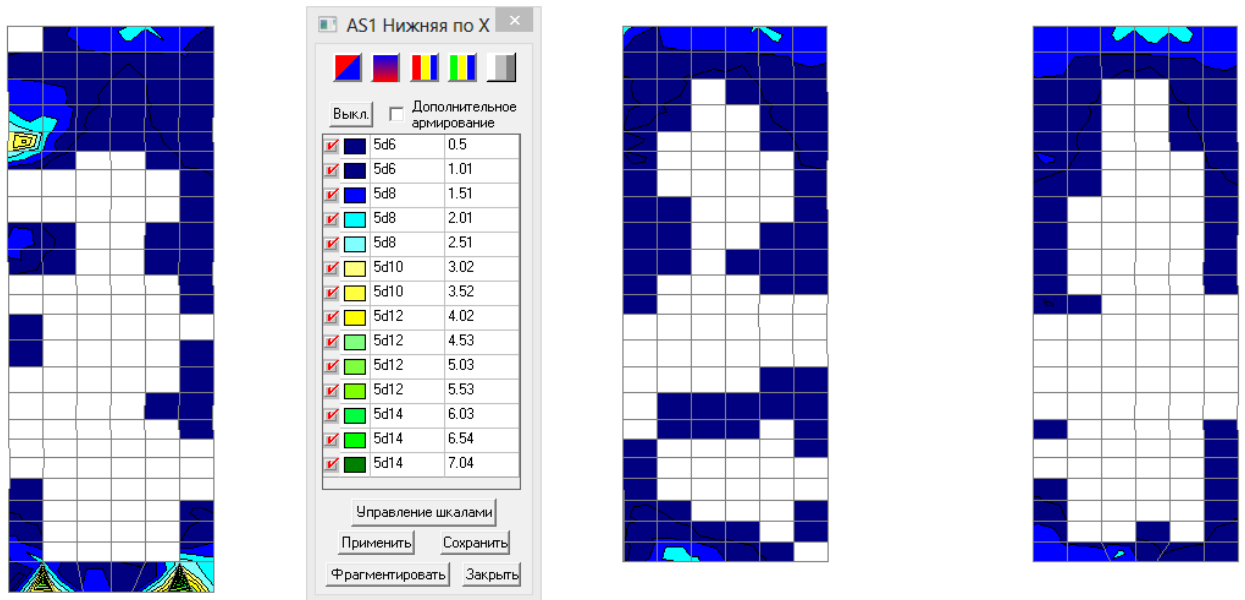 AS1 Нижняя по X
Выкл.
Дополнительное
армирование
5d6 0.5
5d6 1.01
5d8 1.51
5d8 2.01
5d8 2.51
5d10 3.02
5d10 3.52
5d12 4.02
5d12 4.53
5d12 5.03
5d12 5.53
5d14 6.03
5d14 6.54
5d14 7.04
Управление шкалами
Применить Сохранить
Фрагментировать Закрыть